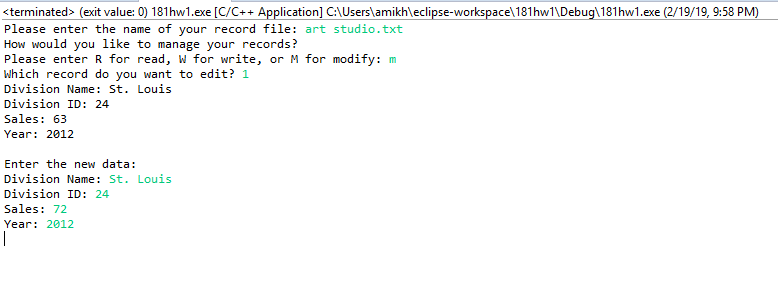 <terminated> (exit value: 0) 181hw1.exe [C/C++ Application] C:\Users\amikh\eclipse-workspace\181hw1\Debug\181hw1.exe (2/19/19, 9:58 PM)
Please enter the name of your record file: art studio.txt
How would you like to manage your records?
Please enter R for read, W for write, or M for modify: m
Which record do you want to edit? 1
Division Name: St. Louis
Division ID: 24
Sales: 63
Year: 2012
Enter the new data:
Division Name: St. Louis
Division ID: 24
Sales: 72
Year: 2012